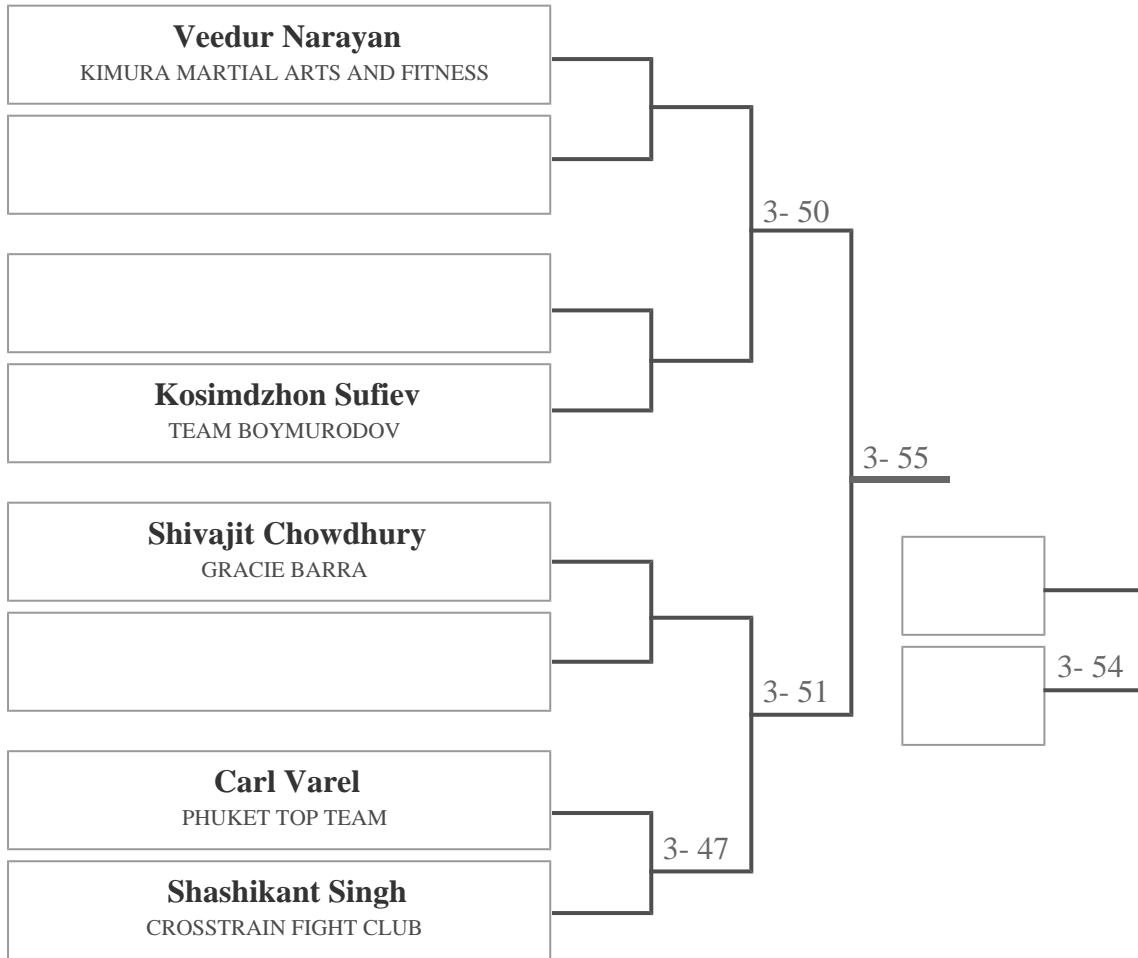 Veedur Narayan
KIMURA MARTIAL ARTS AND FITNESS
3- 50
Kosimdzhon Sufiev
TEAM BOYMURODOV
3- 55
Shivajit Chowdhury
GRACIE BARRA
3- 54
3- 51
Carl Varel
PHUKET TOP TEAM
3- 47
Shashikant Singh
CROSSTRAIN FIGHT CLUB